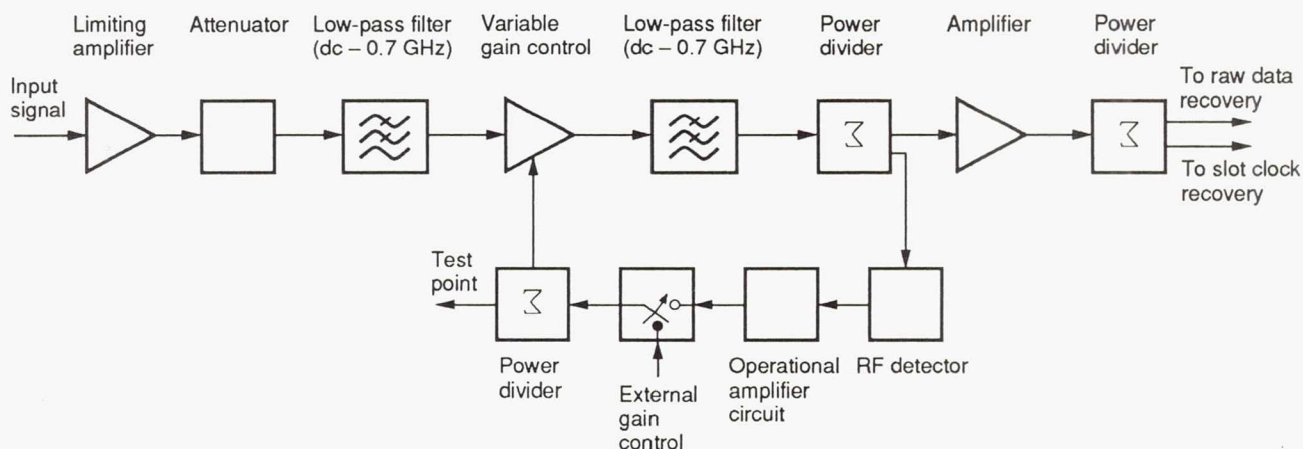 Limiting
amplifier
Attenuator
Low-pass filter
(dc – 0.7 GHz)
Variable
gain control
Low-pass filter
(dc – 0.7 GHz)
Power
divider
Amplifier
Power
divider
Input
signal
Σ
Σ
To raw data
recovery
To slot clock
recovery
Test
point
Σ
Power
divider
External
gain
control
Operational
amplifier
circuit
RF detector